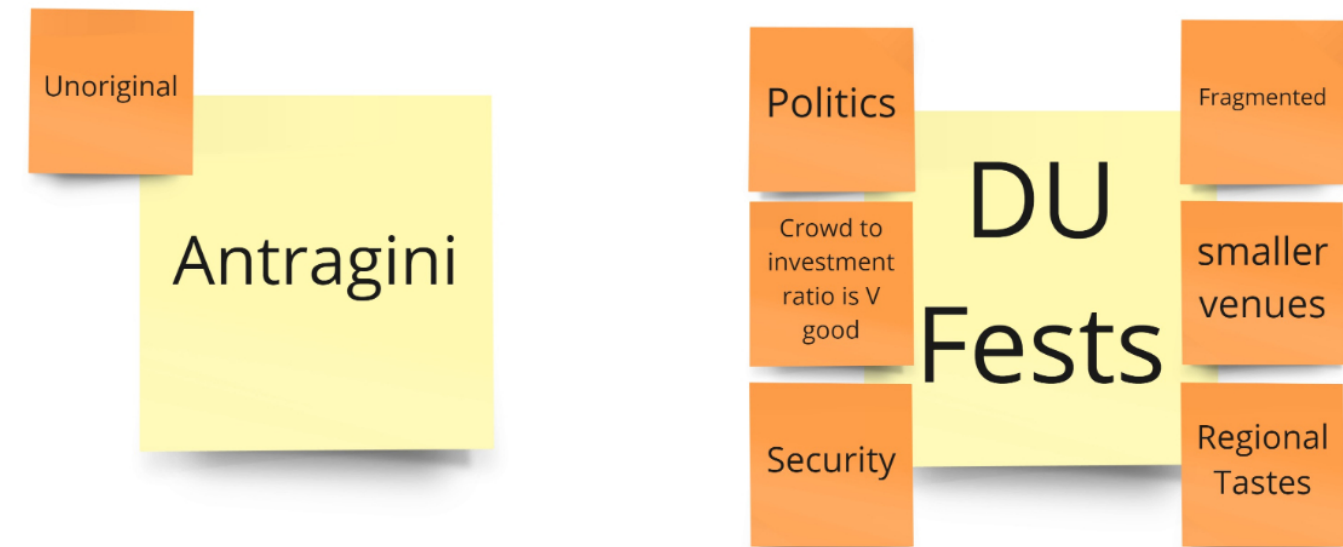 Unoriginal
Antragini
Politics
Crowd to
investment
ratio is V
good
Security
DU
Fests
Fragmented
smaller
venues
Regional
Tastes